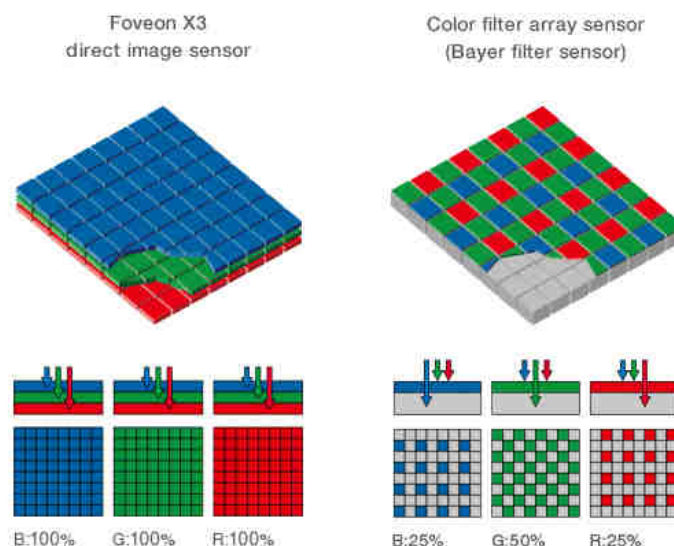 Foveon X3
direct image sensor
Color filter array sensor
(Bayer filter sensor)
B:100% G:100% R:100%
B:25% G:50% R:25%